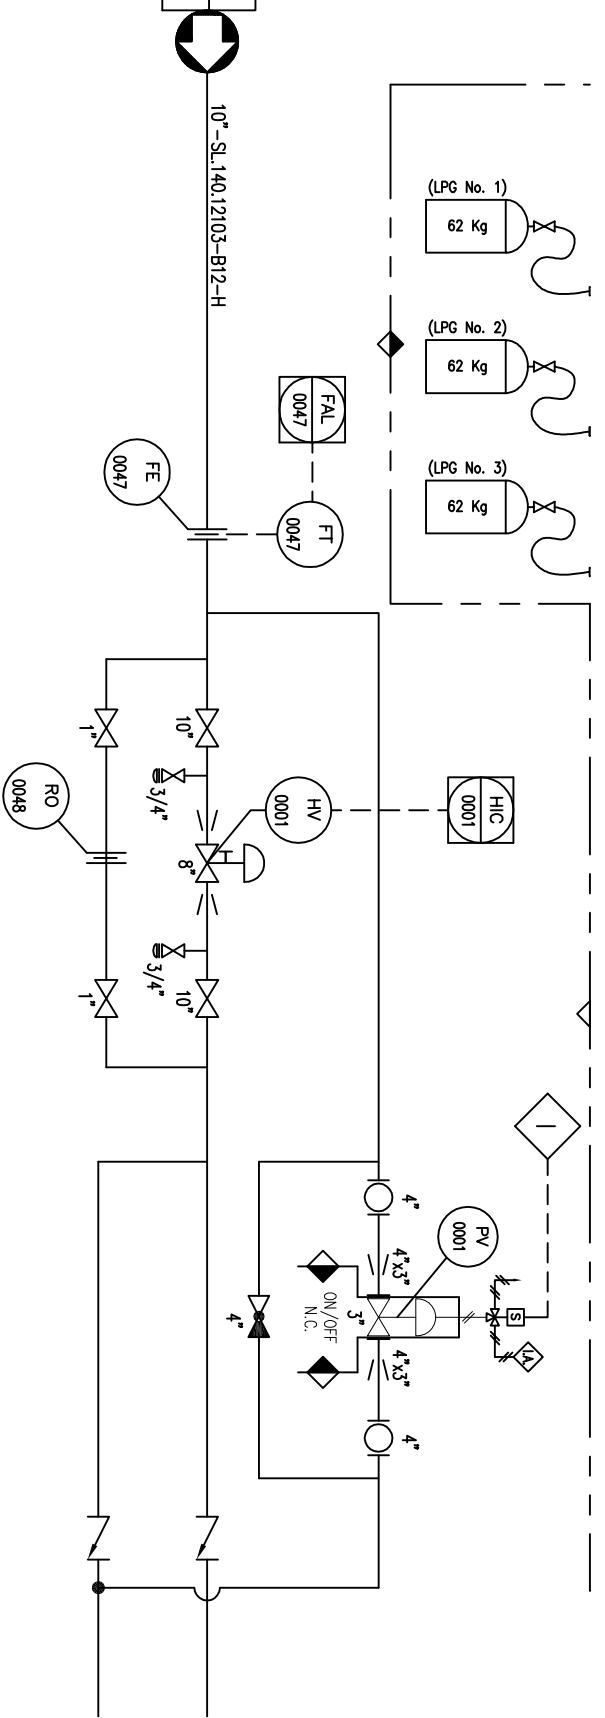 10"-SL.140.12103-B12-H
(LPG No. 1)
62 Kg
(LPG No. 2)
62 Kg
(LPG No. 3)
62 Kg
FAL
0047
FT
0047
FE
0047
10"
1"
3/4"
HV
0001
HIC
0001
8"
RO
0048
3/4"
10"
1"
I
PV
0001
S
I.A.
4"
4"x3"
3"
ON/OFF
N.C.
4"x3"
4"
4"